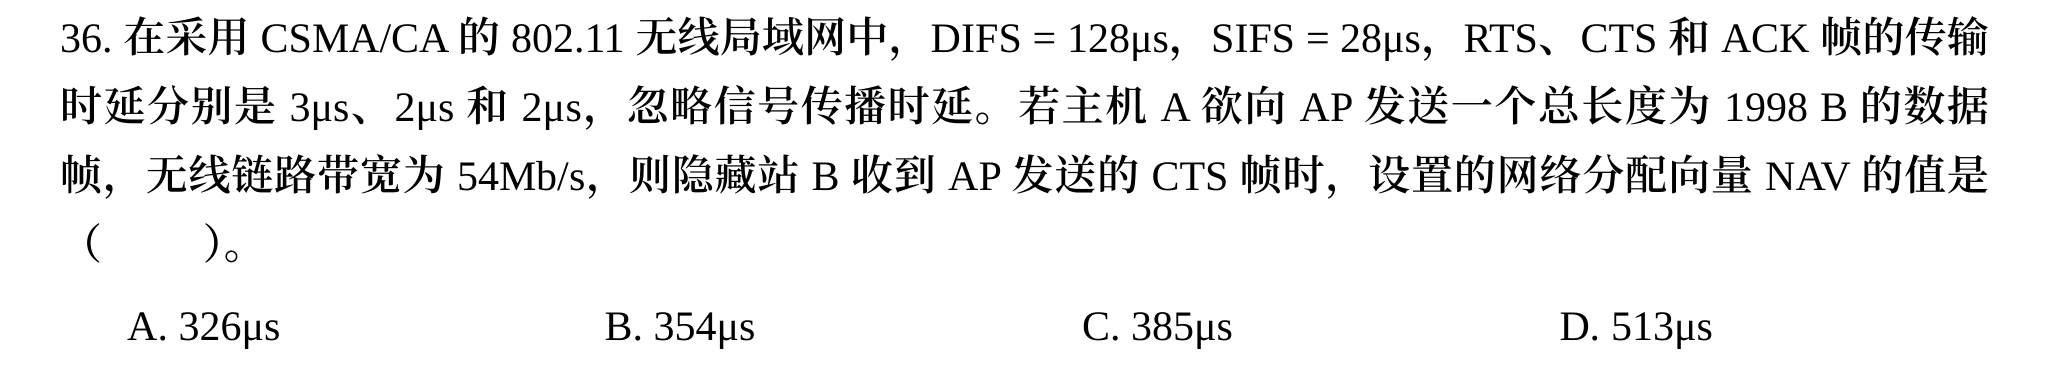 36. 在采用 CSMA/CA 的 802.11 无线局域网中，DIFS = 128μs，SIFS = 28μs，RTS、CTS 和 ACK 帧的传输
时延分别是 3μs、2μs 和 2μs，忽略信号传播时延。若主机 A 欲向 AP 发送一个总长度为 1998 B 的数据
帧，无线链路带宽为 54Mb/s，则隐藏站 B 收到 AP 发送的 CTS 帧时，设置的网络分配向量 NAV 的值是
（　　）。
A. 326μs B. 354μs C. 385μs D. 513μs